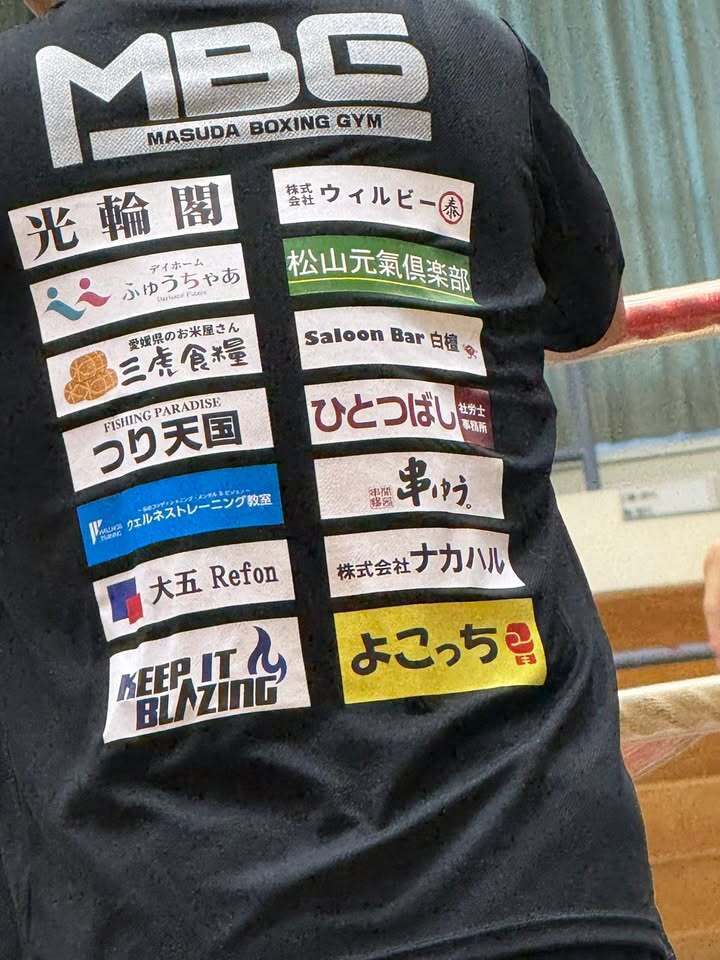 MBG
MASUDA BOXING GYM
光輪閣
デイホーム
ふゅうちゃあ
愛媛県のお米屋さん
三虎食糧
FISHING PARADISE
つり天国
ウェルネストレーニング教室
大五 Refon
KEEP IT
BLAZING
株式
会社
ウィルビー
泰
松山元氣倶楽部
Saloon Bar 白檀
ひとつばし
社労士
事務所
串ゆう。
株式会社ナカハル
よこっち